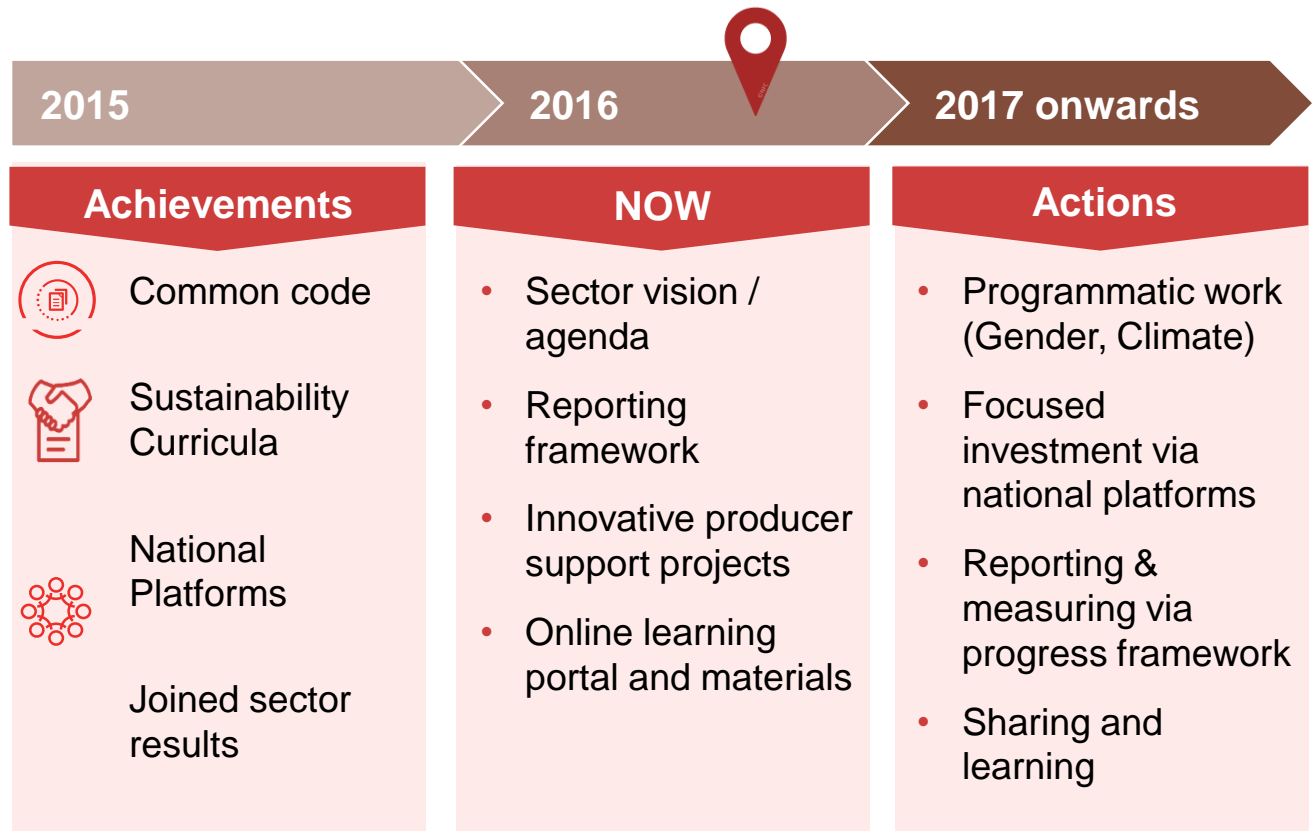 2015
2016
2017 onwards
Achievements
Common code
Sustainability
Curricula
National
Platforms
Joined sector
results
NOW
• Sector vision /
agenda
• Reporting
framework
• Innovative producer
support projects
• Online learning
portal and materials
Actions
• Programmatic work
(Gender, Climate)
• Focused
investment via
national platforms
• Reporting &
measuring via
progress framework
• Sharing and
learning